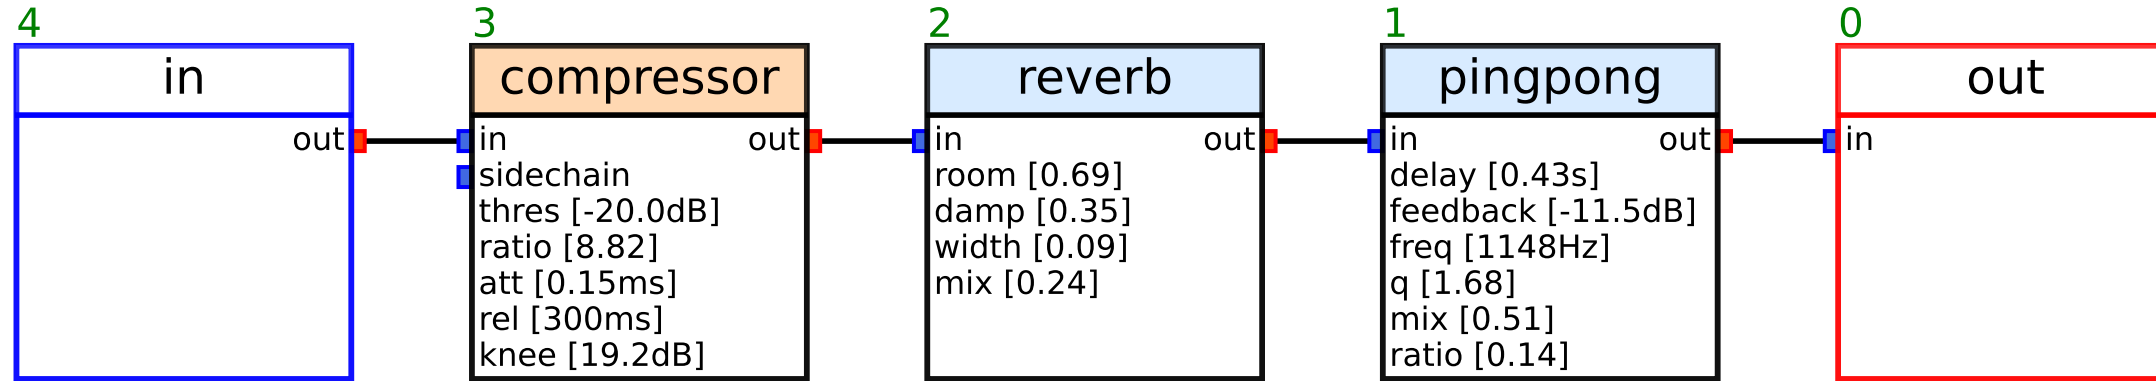 4
in
out
3
compressor
in out
sidechain
thres [-20.0dB]
ratio [8.82]
att [0.15ms]
rel [300ms]
knee [19.2dB]
2
reverb
in out
room [0.69]
damp [0.35]
width [0.09]
mix [0.24]
1
pingpong
in out
delay [0.43s]
feedback [-11.5dB]
freq [1148Hz]
q [1.68]
mix [0.51]
ratio [0.14]
0
out
in